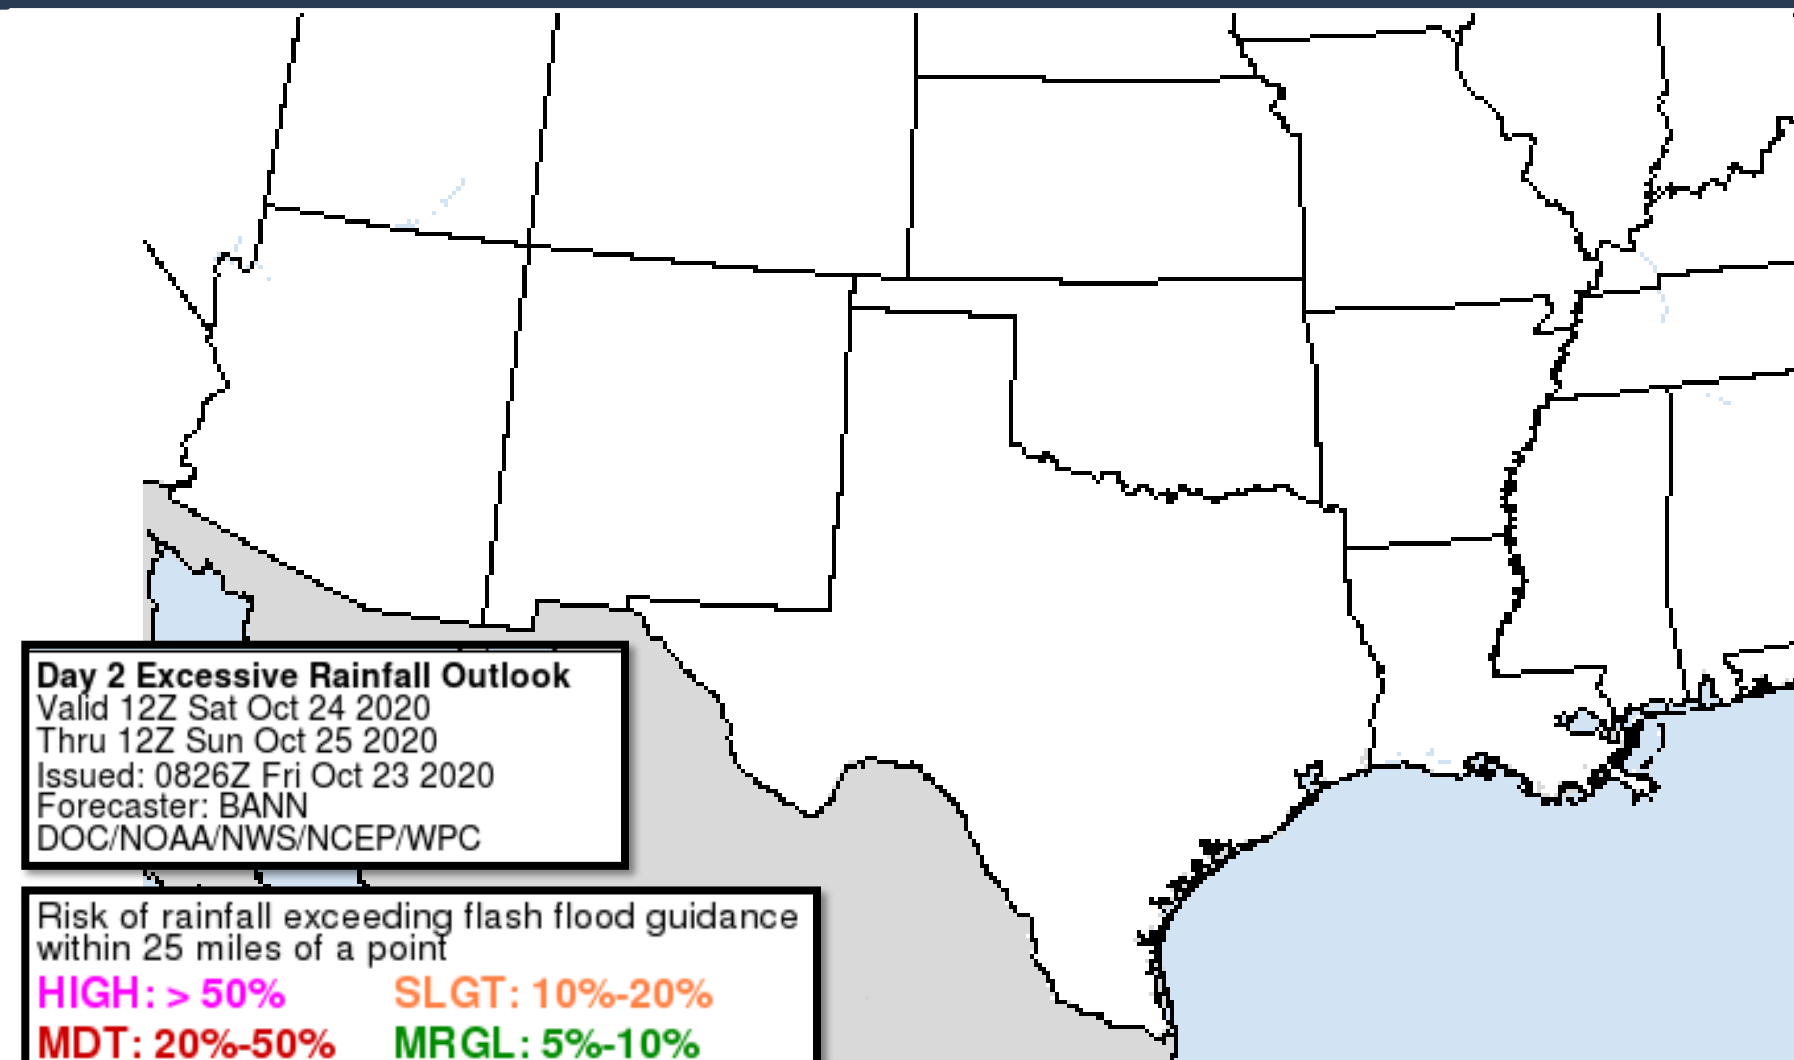 Day 2 Excessive Rainfall Outlook
Valid 12Z Sat Oct 24 2020
Thru 12Z Sun Oct 25 2020
Issued: 0826Z Fri Oct 23 2020
Forecaster: BANN
DOC/NOAA/NWS/NCEP/WPC
Risk of rainfall exceeding flash flood guidance
within 25 miles of a point
HIGH: > 50% SLGT: 10%-20%
MDT: 20%-50% MRGL: 5%-10%